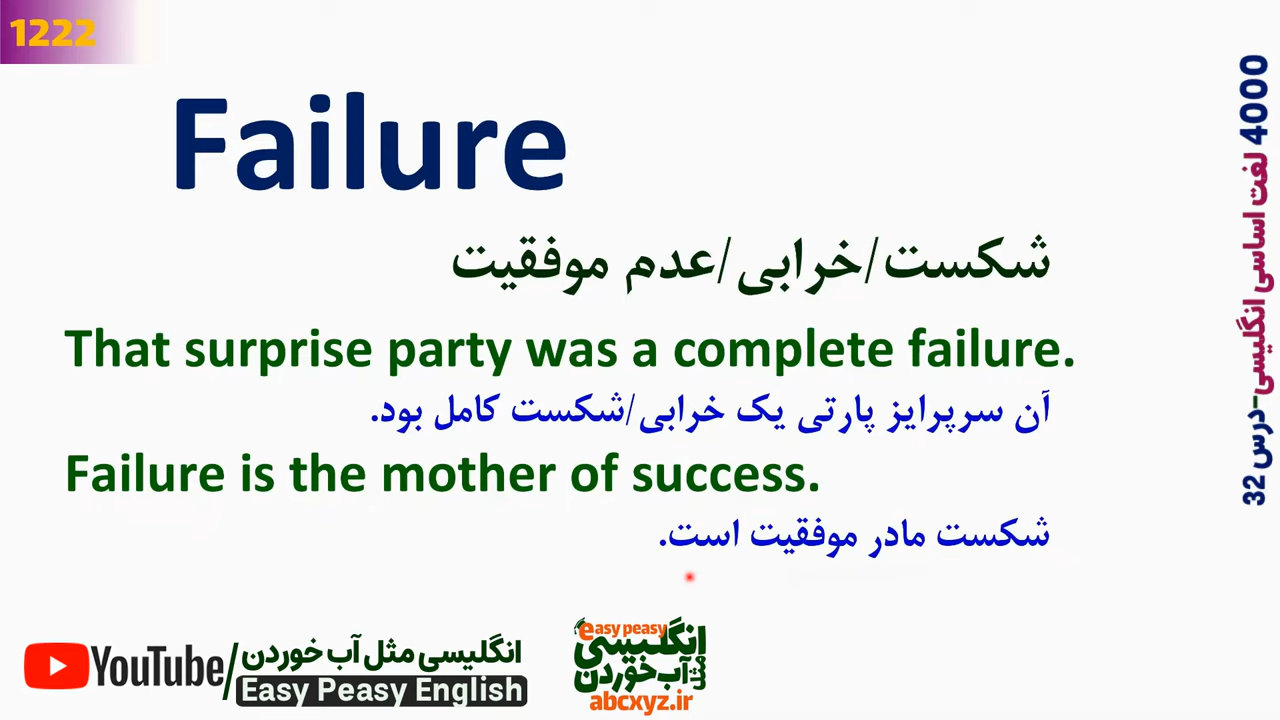 1222
Failure
شکست/خرابی/عدم موفقیت
That surprise party was a complete failure.
آن سرپرایز پارتی یک خرابی/شکست کامل بود.
Failure is the mother of success.
شکست مادر موفقیت است.
4000 لغت اساسی انگلیسی-درس 32
YouTube/انگلیسی مثل آب خوردن
Easy Peasy English
easy peasy
انگلیسی
مثل آب خوردن
abcxyz.ir